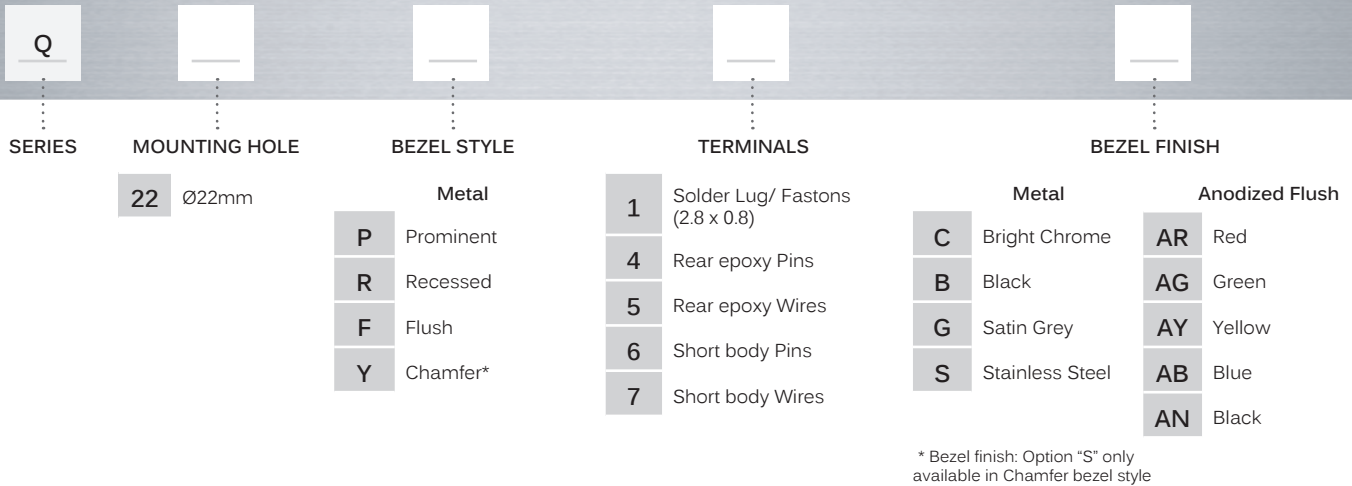 Q
SERIES
MOUNTING HOLE
22 Ø22mm
BEZEL STYLE
Metal
P Prominent
R Recessed
F Flush
Y Chamfer*
TERMINALS
1 Solder Lug/ Fastons
(2.8 x 0.8)
4 Rear epoxy Pins
5 Rear epoxy Wires
6 Short body Pins
7 Short body Wires
BEZEL FINISH
Metal
C Bright Chrome
B Black
G Satin Grey
S Stainless Steel
Anodized Flush
AR Red
AG Green
AY Yellow
AB Blue
AN Black
* Bezel finish: Option “S” only
available in Chamfer bezel style